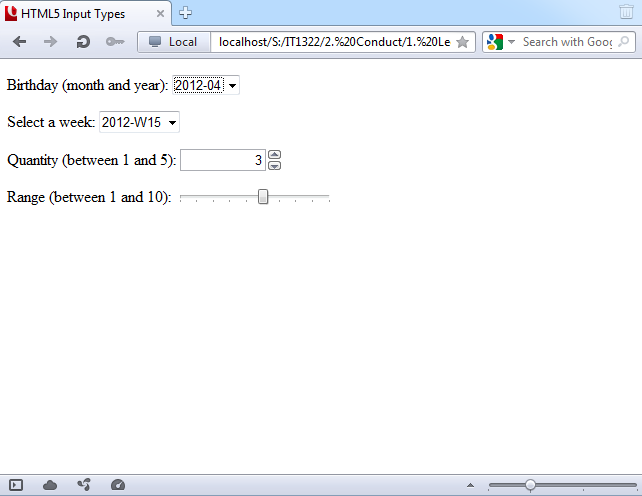 HTML5 Input Types
Local
localhost/S:/IT1322/2.%20Conduct/1.%20Le
Search with Goog
Birthday (month and year): 2012-04
Select a week: 2012-W15
Quantity (between 1 and 5): 3
Range (between 1 and 10):